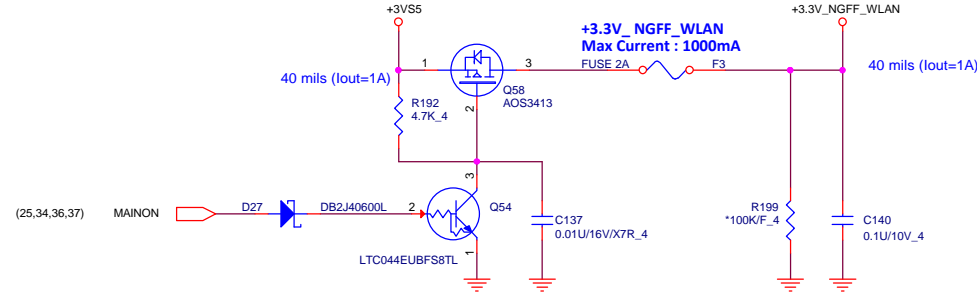 +3VS5
+3.3V_NGFF_WLAN
+3.3V_ NGFF_WLAN
Max Current : 1000mA
40 mils (Iout=1A)
1
3
FUSE 2A
F3
40 mils (Iout=1A)
Q58
AOS3413
R192
4.7K_4
2
3
(25,34,36,37)
MAINON
D27
DB2J40600L
2
Q54
C137
0.01U/16V/X7R_4
R199
*100K/F_4
C140
0.1U/10V_4
LTC044EUBFS8TL
1